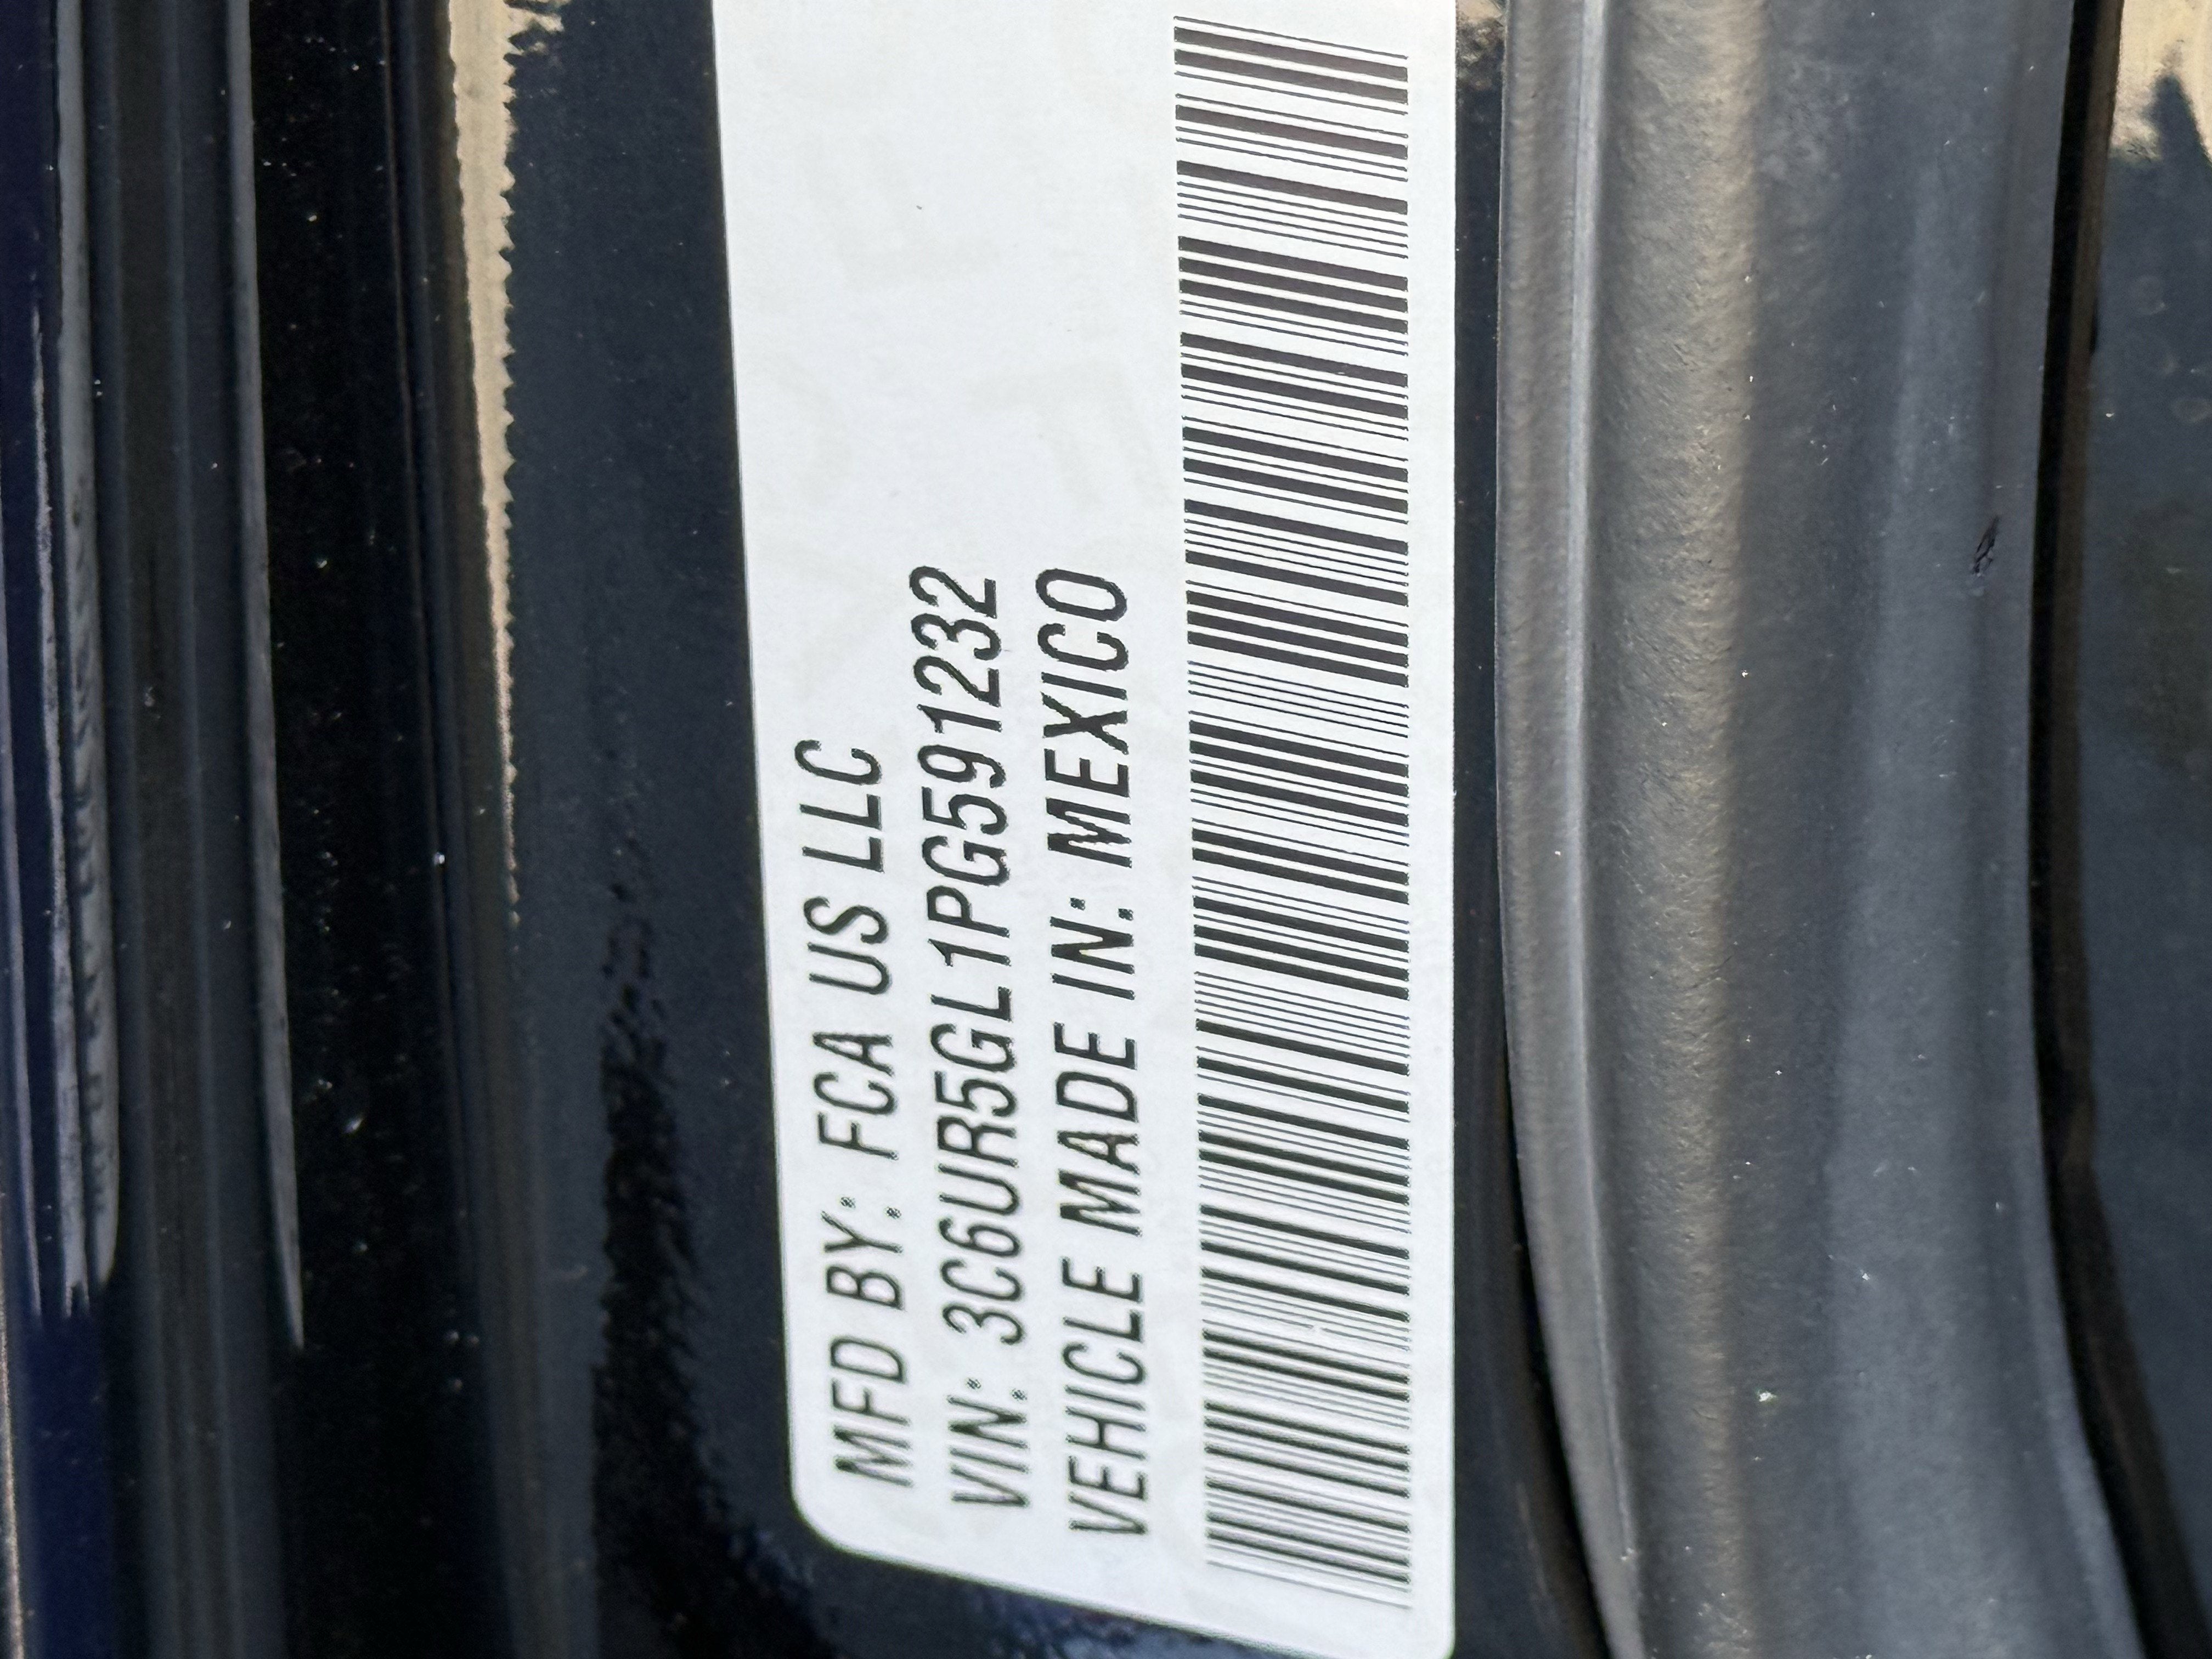 MFD BY: FCA US LLC
VIN: 3C6UR5GL1PG591232
VEHICLE MADE IN: MEXICO